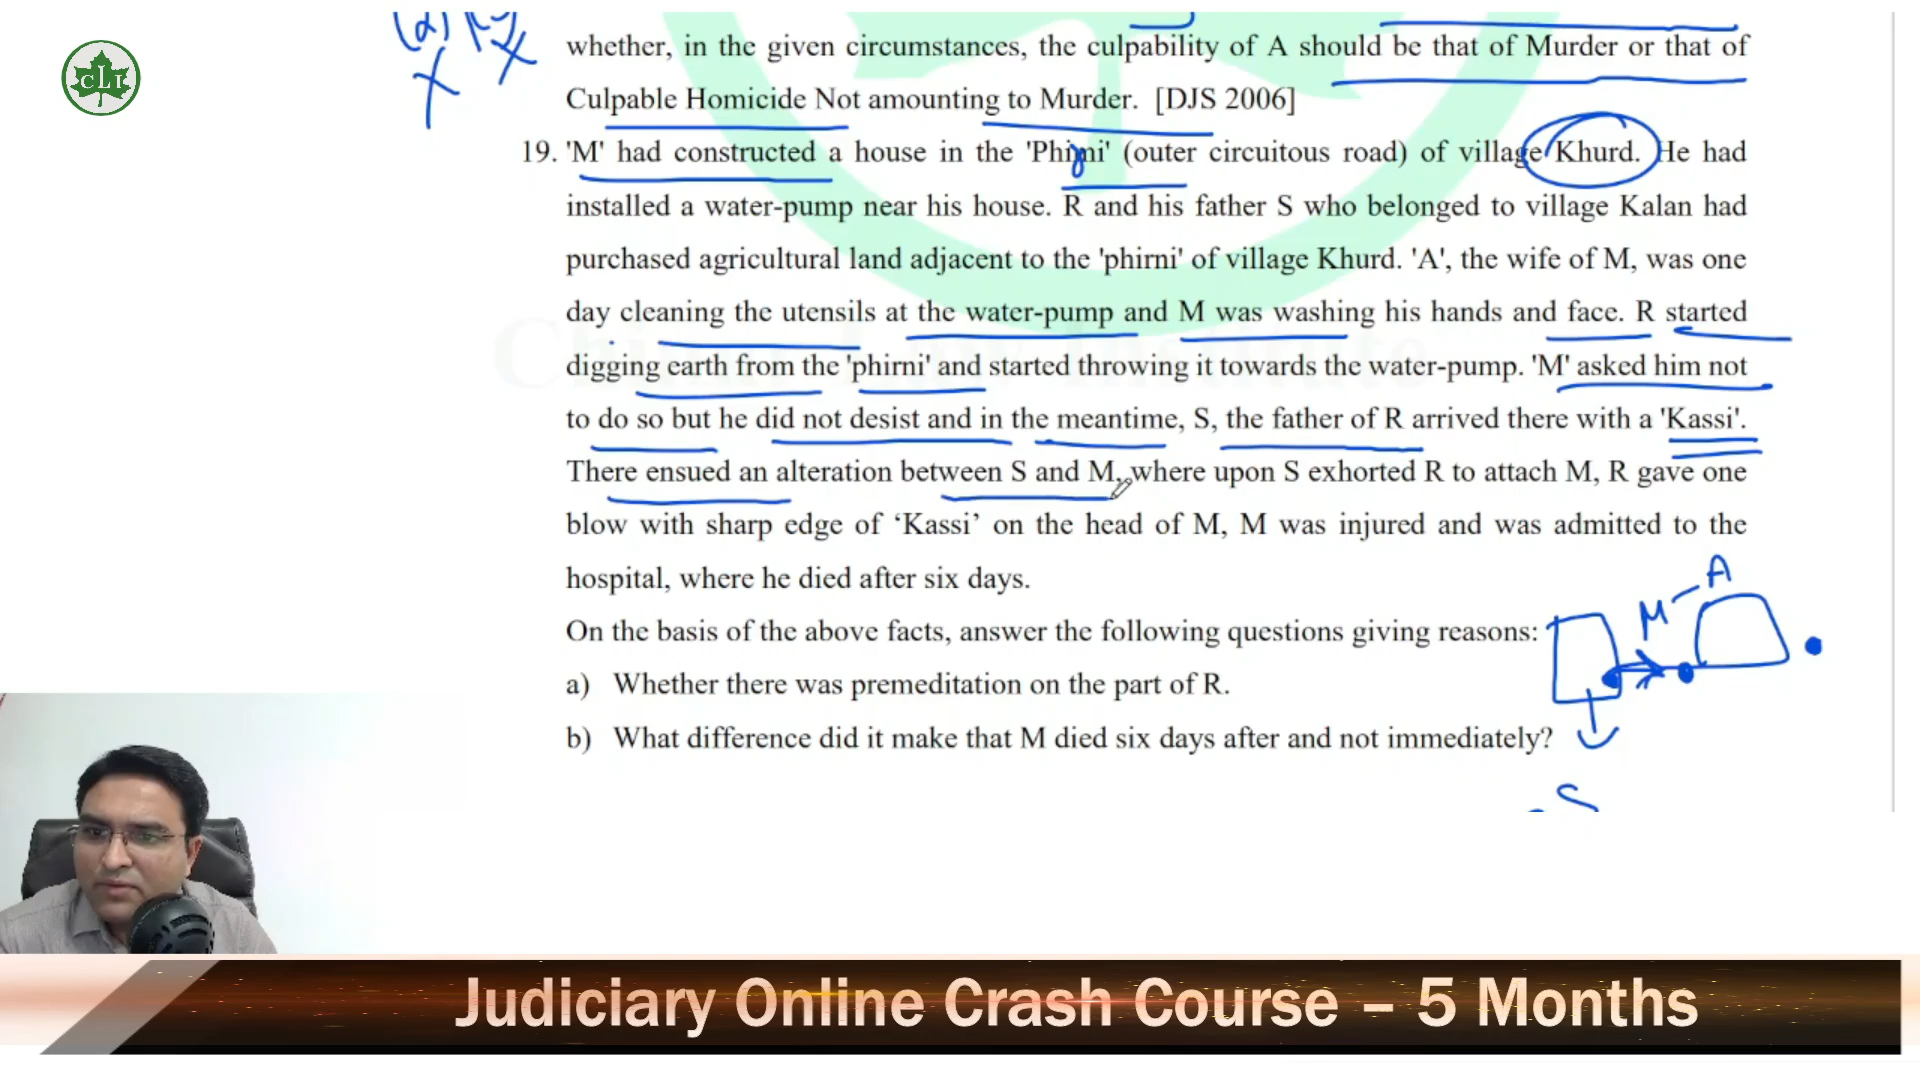 CLI
(a)
whether, in the given circumstances, the culpability of A should be that of Murder or that of
Culpable Homicide Not amounting to Murder. [DJS 2006]
19. 'M' had constructed a house in the 'Phirni' (outer circuitous road) of village Khurd. He had
installed a water-pump near his house. R and his father S who belonged to village Kalan had
purchased agricultural land adjacent to the 'phirni' of village Khurd. 'A', the wife of M, was one
day cleaning the utensils at the water-pump and M was washing his hands and face. R started
digging earth from the 'phirni' and started throwing it towards the water-pump. 'M' asked him not
to do so but he did not desist and in the meantime, S, the father of R arrived there with a 'Kassi'.
There ensued an alteration between S and M, where upon S exhorted R to attach M, R gave one
blow with sharp edge of ‘Kassi’ on the head of M, M was injured and was admitted to the
hospital, where he died after six days.
On the basis of the above facts, answer the following questions giving reasons:
M – A
a) Whether there was premeditation on the part of R.
b) What difference did it make that M died six days after and not immediately?
S
Judiciary Online Crash Course – 5 Months